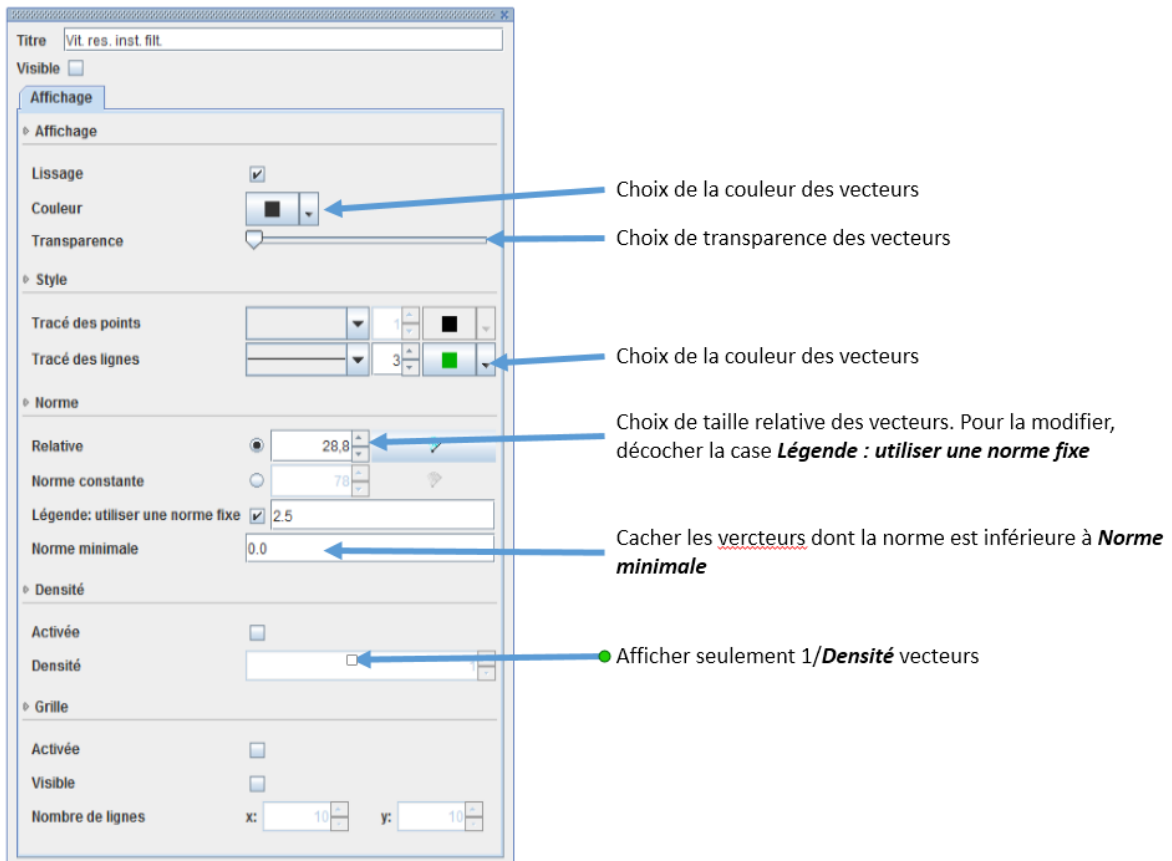 Titre Vit. res. inst. filt.
Visible
Affichage
Affichage
Lissage
Couleur
Choix de la couleur des vecteurs
Transparence
Choix de transparence des vecteurs
Style
Tracé des points 1
Tracé des lignes 3
Choix de la couleur des vecteurs
Norme
Relative 28,8
Choix de taille relative des vecteurs. Pour la modifier,
décocher la case Légende : utiliser une norme fixe
Norme constante 78
Légende: utiliser une norme fixe 2.5
Norme minimale 0.0
Cacher les vercteurs dont la norme est inférieure à Norme
minimale
Densité
Activée
Densité 1
Afficher seulement 1/Densité vecteurs
Grille
Activée
Visible
Nombre de lignes x: 10 y: 10